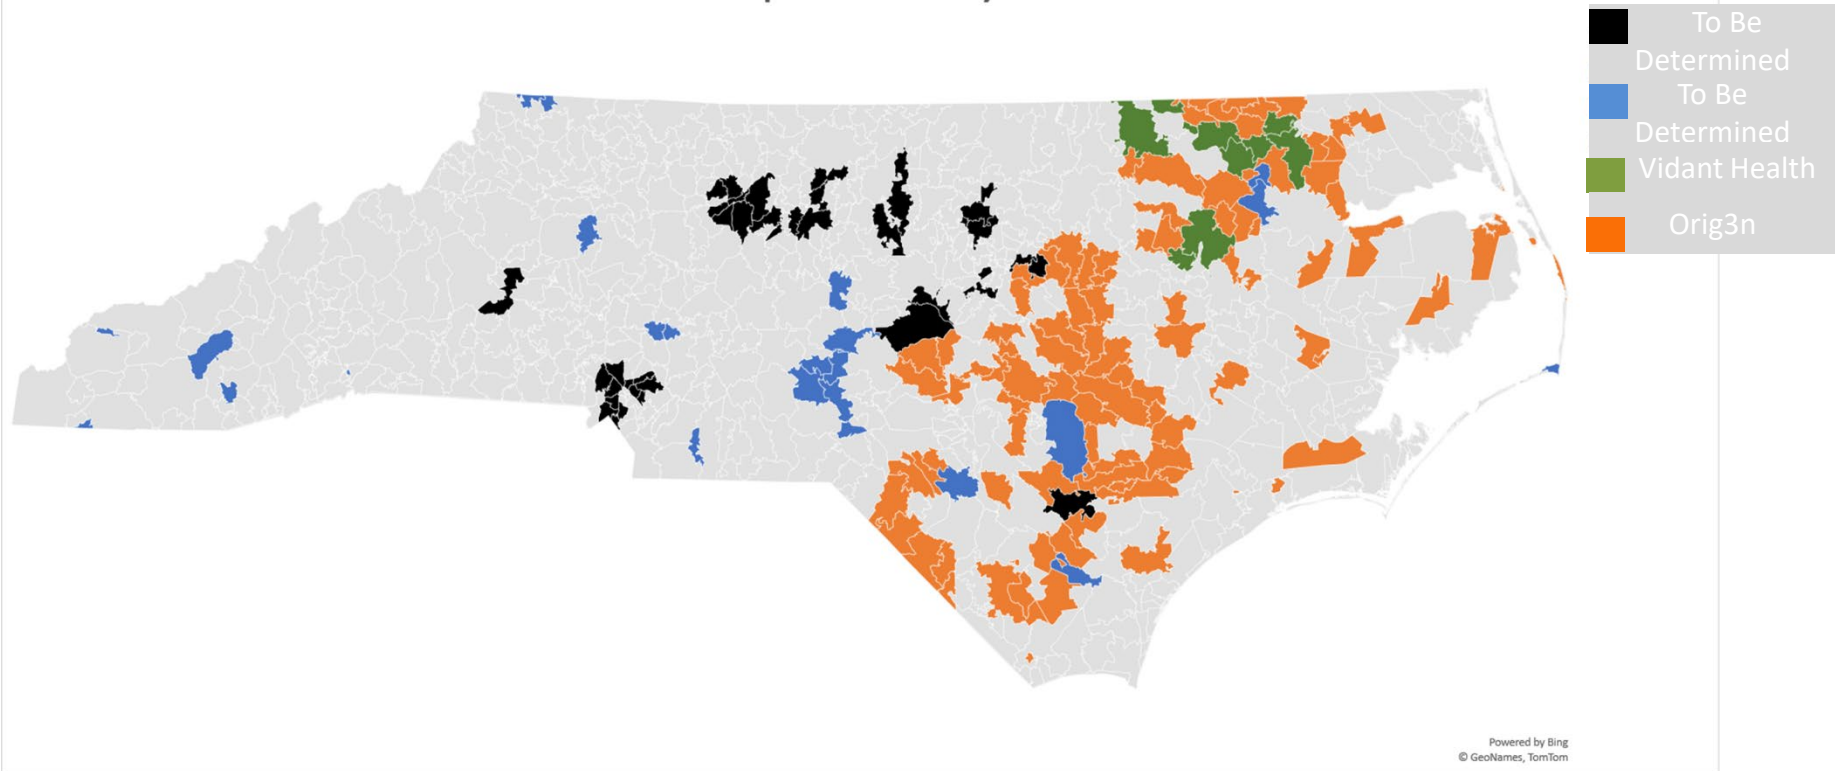 To Be
Determined
To Be
Determined
Vidant Health
Orig3n
Powered by Bing
© GeoNames, TomTom